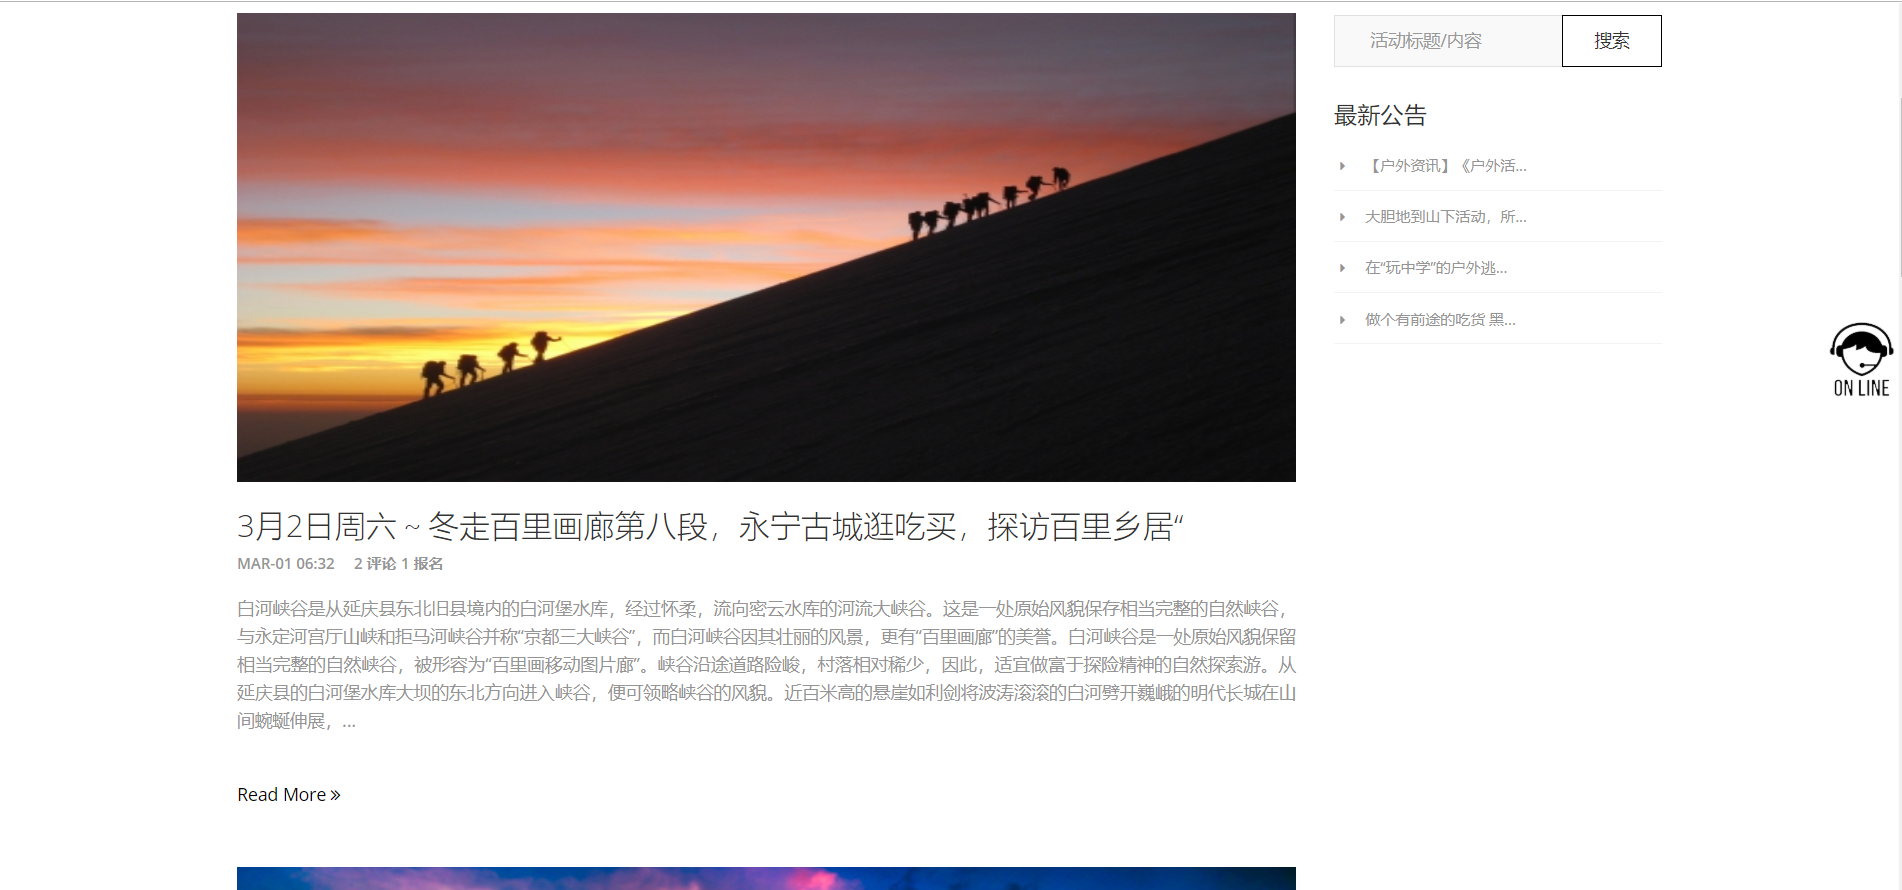 活动标题/内容
搜索
最新公告
【户外资讯】《户外活...
大胆地到山下活动，所...
在“玩中学”的户外逃...
做个有前途的吃货 黑...
ON LINE
3月2日周六 ~ 冬走百里画廊第八段，永宁古城逛吃买，探访百里乡居“
MAR-01 06:32 2 评论 1 报名
白河峡谷是从延庆县东北旧县境内的白河堡水库，经过怀柔，流向密云水库的河流大峡谷。这是一处原始风貌保存相当完整的自然峡谷，
与永定河官厅山峡和拒马河峡谷并称“京都三大峡谷”，而白河峡谷因其壮丽的风景，更有“百里画廊”的美誉。白河峡谷是一处原始风貌保留
相当完整的自然峡谷，被形容为“百里画移动图片廊”。峡谷沿途道路险峻，村落相对稀少，因此，适宜做富于探险精神的自然探索游。从
延庆县的白河堡水库大坝的东北方向进入峡谷，便可领略峡谷的风貌。近百米高的悬崖如利剑将波涛滚滚的白河劈开巍峨的明代长城在山
间蜿蜒伸展，...
Read More »